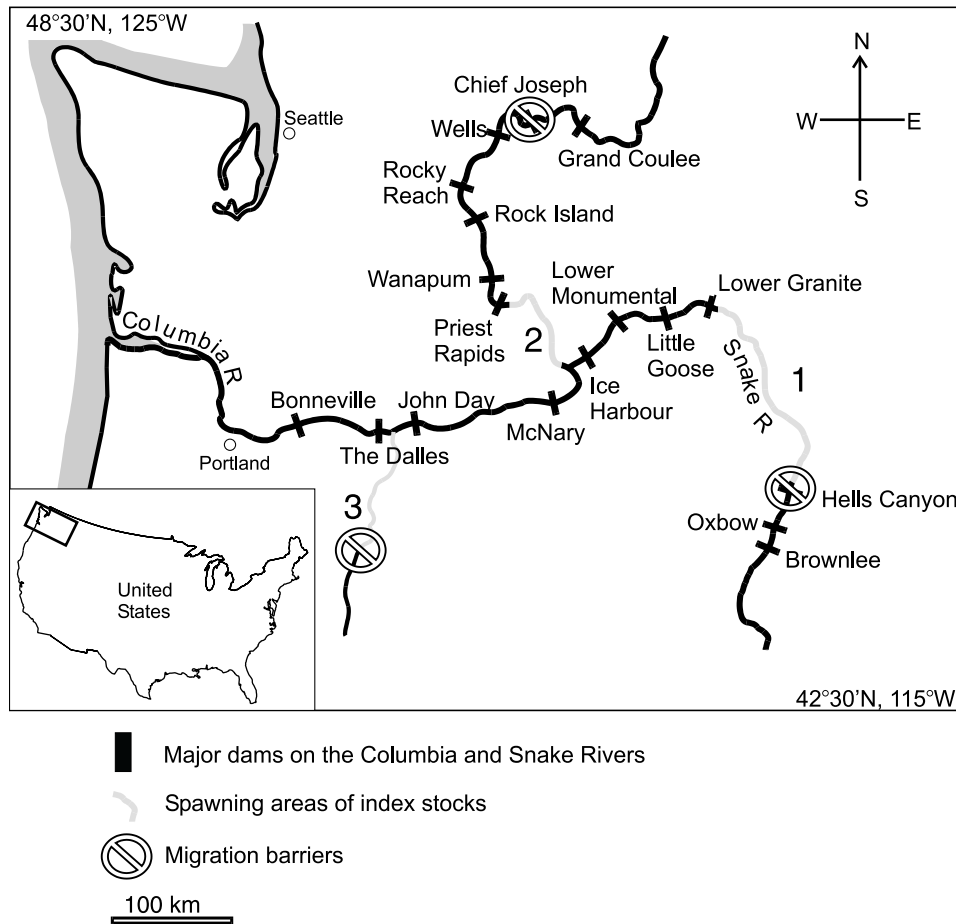 48°30'N, 125°W
Seattle
N
W
E
S
Chief Joseph
Wells
Grand Coulee
Rocky
Reach
Rock Island
Wanapum
Lower
Monumental
Lower Granite
Priest
Rapids
2
Little
Goose
Snake R
1
Columbia R
Ice
Harbour
Bonneville
John Day
McNary
Portland
The Dalles
3
Hells Canyon
Oxbow
Brownlee
United
States
42°30'N, 115°W
Major dams on the Columbia and Snake Rivers
Spawning areas of index stocks
Migration barriers
100 km